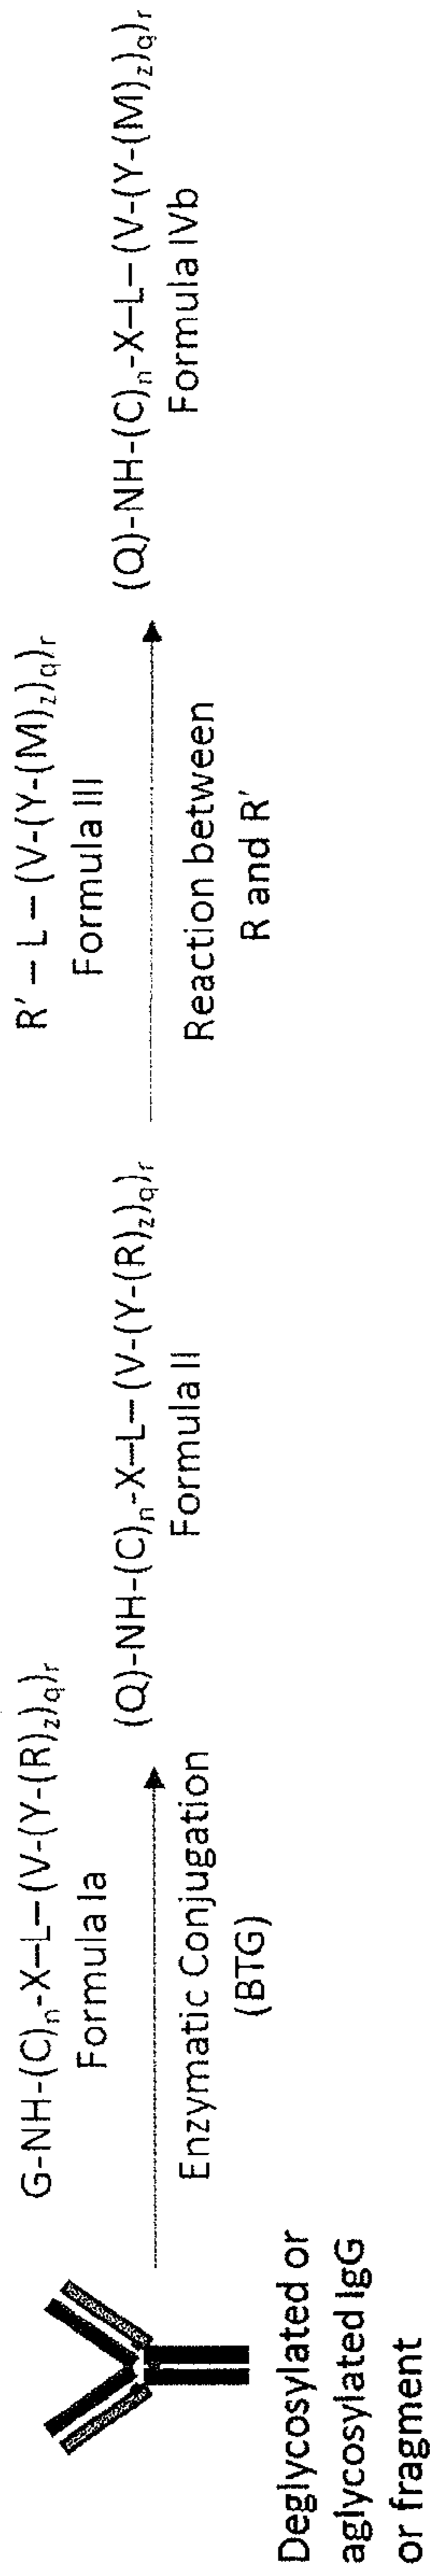 Deglycosylated or
aglycosylated IgG
or fragment
G-NH-(C)n-X-L-(V-(Y-(R)z)q)r
Formula Ia
Enzymatic Conjugation
(BTG)
(Q)-NH-(C)n-X-L-(V-(Y-(R)z)q)r
Formula II
R' – L – (V-(Y-(M)z)q)r
Formula III
Reaction between
R and R'
(Q)-NH-(C)n-X-L-(V-(Y-(M)z)q)r
Formula IVb